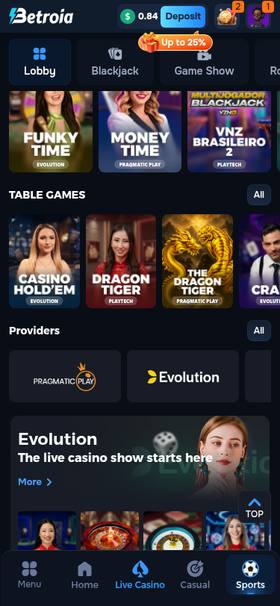 Betroia
$ 0.84 Deposit
2
1
Up to 25%
Lobby
Blackjack
Game Show
Ro
FUNKY
TIME
EVOLUTION
MONEY
TIME
PRAGMATIC PLAY
MULTIJOGADOR
BLACKJACK
VNZ
BRASILEIRO
2
PLAYTECH
TABLE GAMES
All
CASINO
HOLD'EM
EVOLUTION
DRAGON
TIGER
PLAYTECH
THE
DRAGON
TIGER
PRAGMATIC PLAY
CRA
EV
Providers
All
PRAGMATIC PLAY
Evolution
Evolution
The live casino show starts here
More
TOP
Menu
Home
Live Casino
Casual
Sports